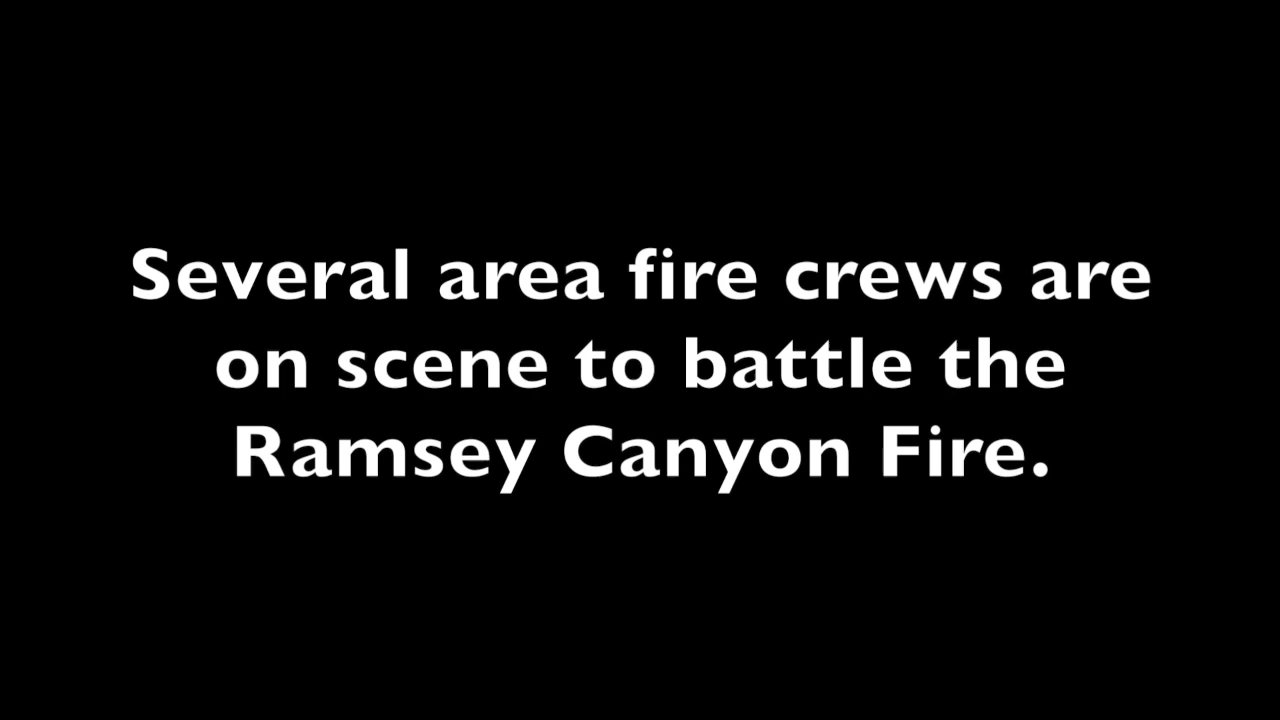 Several area fire crews are
on scene to battle the
Ramsey Canyon Fire.